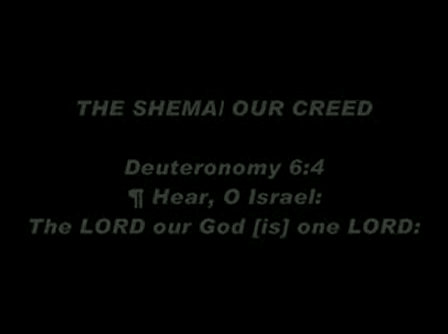 THE SHEMA/ OUR CREED
Deuteronomy 6:4
¶ Hear, O Israel:
The LORD our God [is] one LORD: